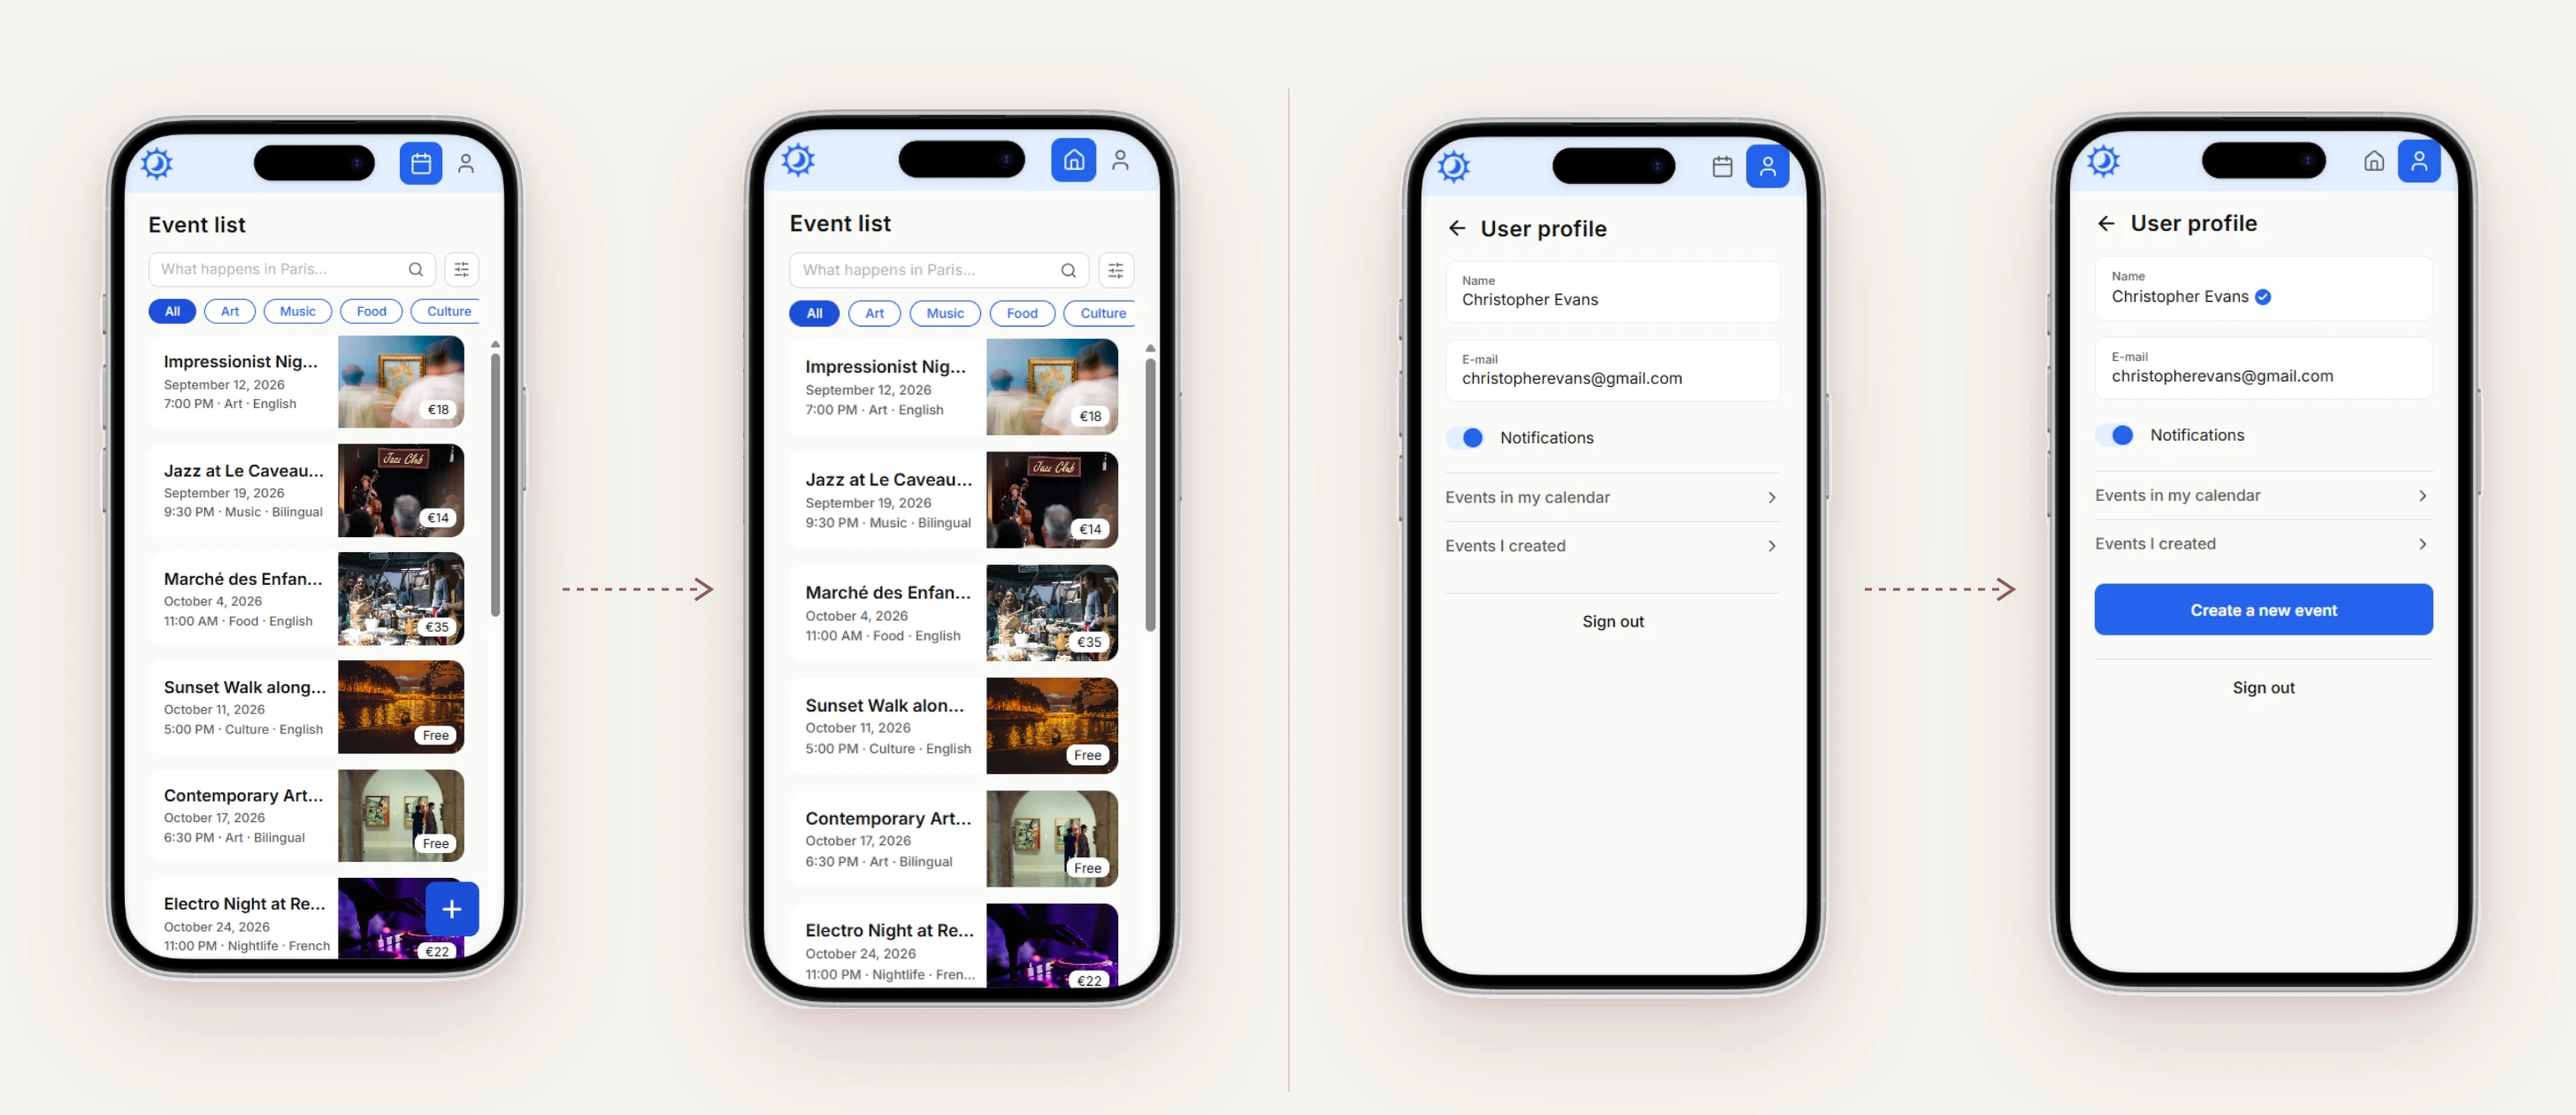 Event list
What happens in Paris...
All Art Music Food Culture
Impressionist Nig...
September 12, 2026
7:00 PM · Art · English
€18
Jazz at Le Caveau...
September 19, 2026
9:30 PM · Music · Bilingual
Jazz Club
€14
Marché des Enfan...
October 4, 2026
11:00 AM · Food · English
€35
Sunset Walk along...
October 11, 2026
5:00 PM · Culture · English
Free
Contemporary Art...
October 17, 2026
6:30 PM · Art · Bilingual
Free
Electro Night at Re...
October 24, 2026
11:00 PM · Nightlife · French
€22
Event list
What happens in Paris...
All Art Music Food Culture
Impressionist Nig...
September 12, 2026
7:00 PM · Art · English
€18
Jazz at Le Caveau...
September 19, 2026
9:30 PM · Music · Bilingual
Jazz Club
€14
Marché des Enfan...
October 4, 2026
11:00 AM · Food · English
€35
Sunset Walk alon...
October 11, 2026
5:00 PM · Culture · English
Free
Contemporary Art...
October 17, 2026
6:30 PM · Art · Bilingual
Free
Electro Night at Re...
October 24, 2026
11:00 PM · Nightlife · Fren...
€22
User profile
Name
Christopher Evans
E-mail
christopherevans@gmail.com
Notifications
Events in my calendar
Events I created
Sign out
User profile
Name
Christopher Evans
E-mail
christopherevans@gmail.com
Notifications
Events in my calendar
Events I created
Create a new event
Sign out